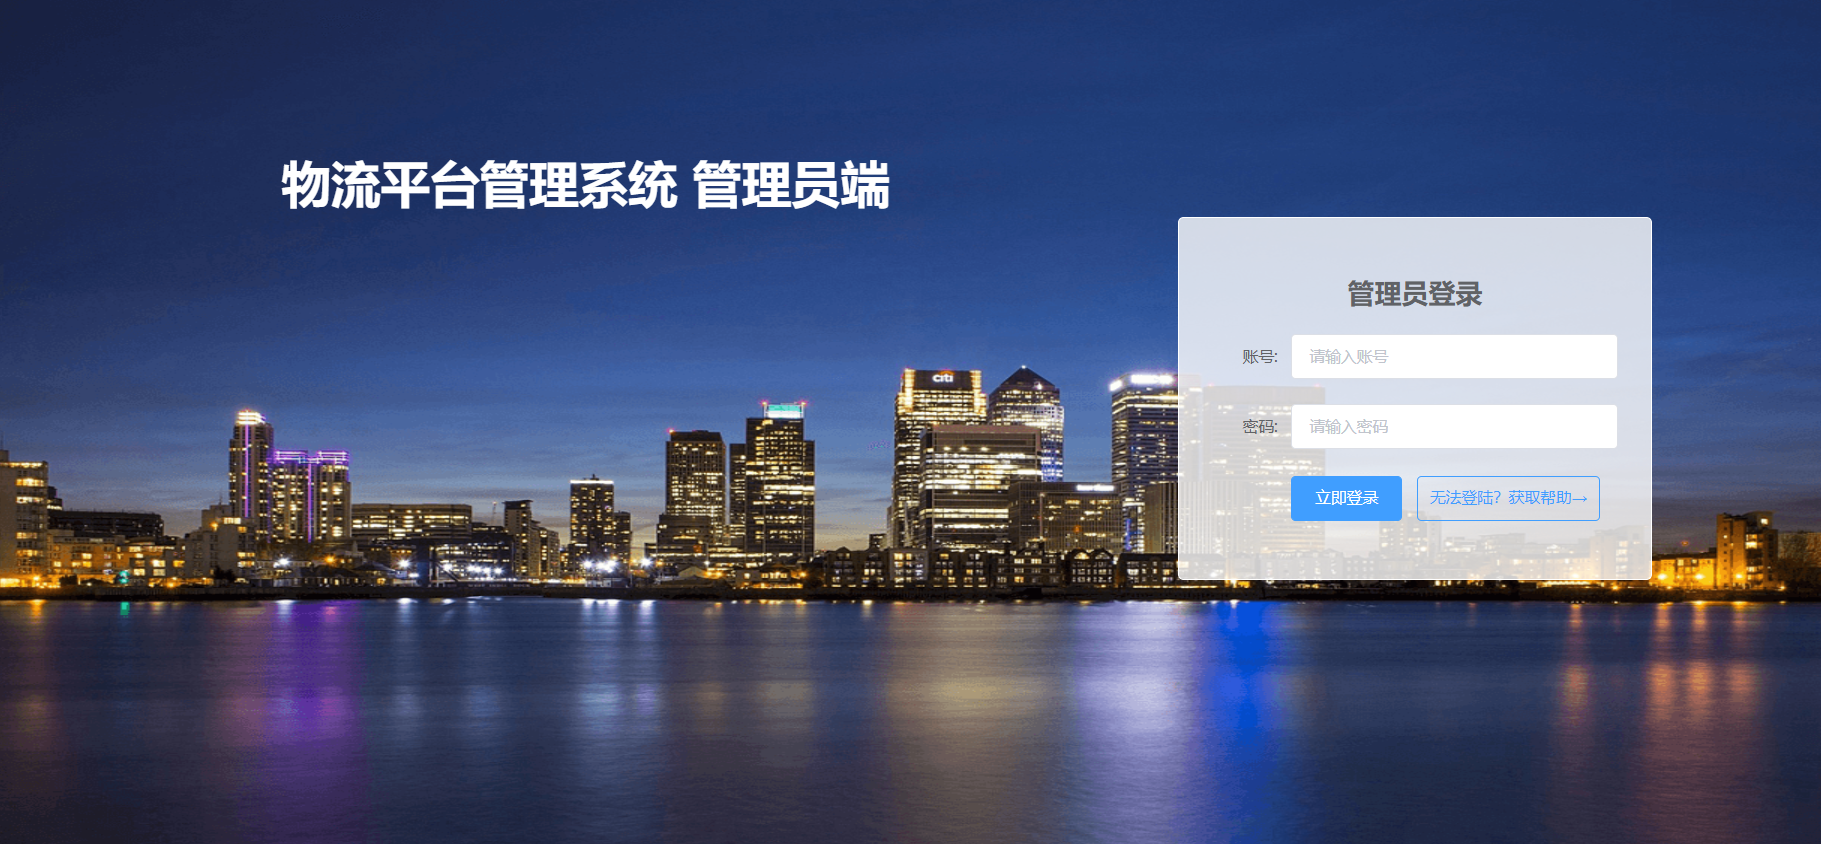 物流平台管理系统 管理员端
citi
管理员登录
账号:
请输入账号
密码:
请输入密码
立即登录
无法登陆? 获取帮助→